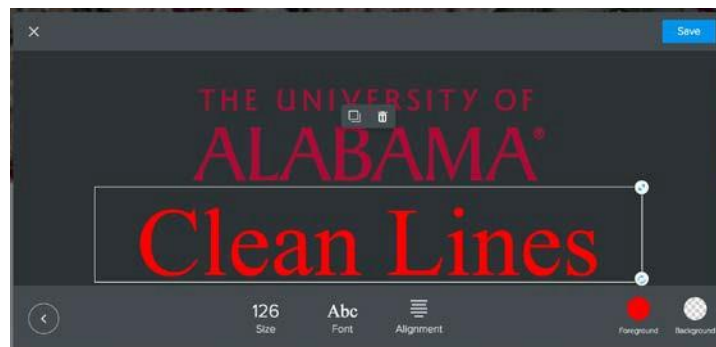 Save
THE UNIVERSITY OF
ALABAMA®
Clean Lines
126 Abc
Size Font Alignment Foreground Background